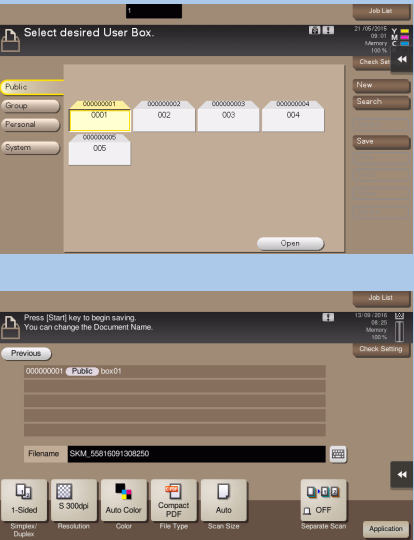 1
Job List
Select desired User Box.
21/05/2015
09:01
Memory
100%
Y
M
C
Check Set
Public
Group
Personal
System
000000001
0001
000000002
002
000000003
003
000000004
004
000000005
005
New
Search
Save
Open
Job List
Press [Start] key to begin saving.
You can change the Document Name.
13/09/2016
08:25
Memory
100%
Check Setting
Previous
000000001 Public box01
Filename SKM_55816091308250
1-Sided
S 300dpi
Auto Color
Compact
PDF
Auto
OFF
Simplex/
Duplex
Resolution
Color
File Type
Scan Size
Separate Scan
Application